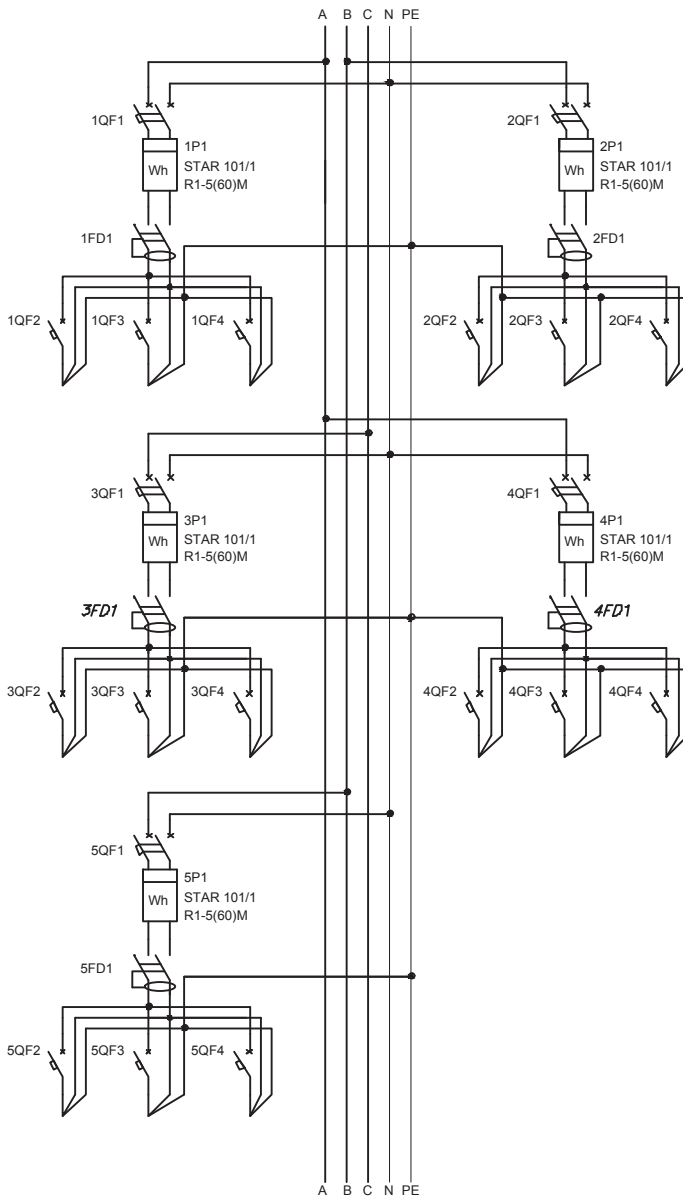 A B C N PE
1QF1
1P1
Wh
STAR 101/1
R1-5(60)M
2QF1
2P1
Wh
STAR 101/1
R1-5(60)M
1FD1
2FD1
1QF2 1QF3 1QF4
2QF2 2QF3 2QF4
3QF1
3P1
Wh
STAR 101/1
R1-5(60)M
4QF1
4P1
Wh
STAR 101/1
R1-5(60)M
3FD1
4FD1
3QF2 3QF3 3QF4
4QF2 4QF3 4QF4
5QF1
5P1
Wh
STAR 101/1
R1-5(60)M
5FD1
5QF2 5QF3 5QF4
A B C N PE